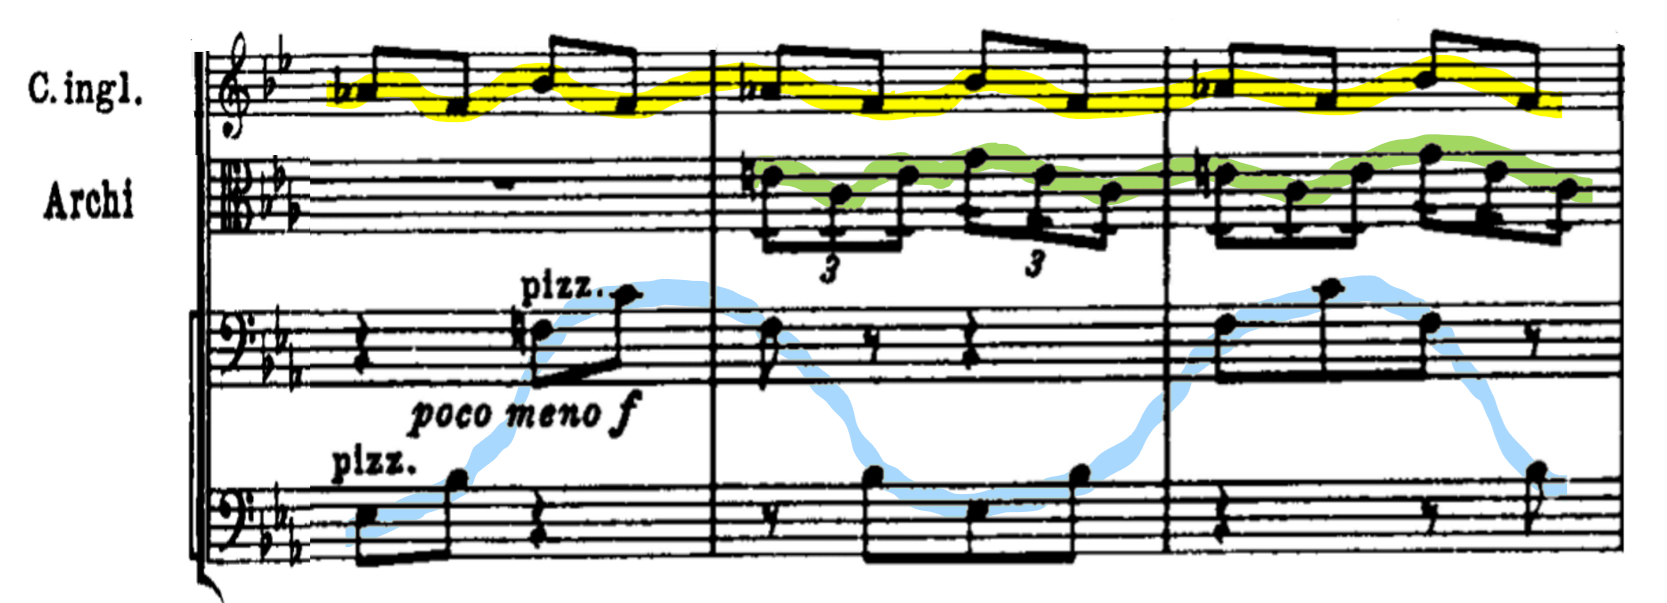 C. ingl.
Archi
3 3
pizz.
poco meno f
pizz.